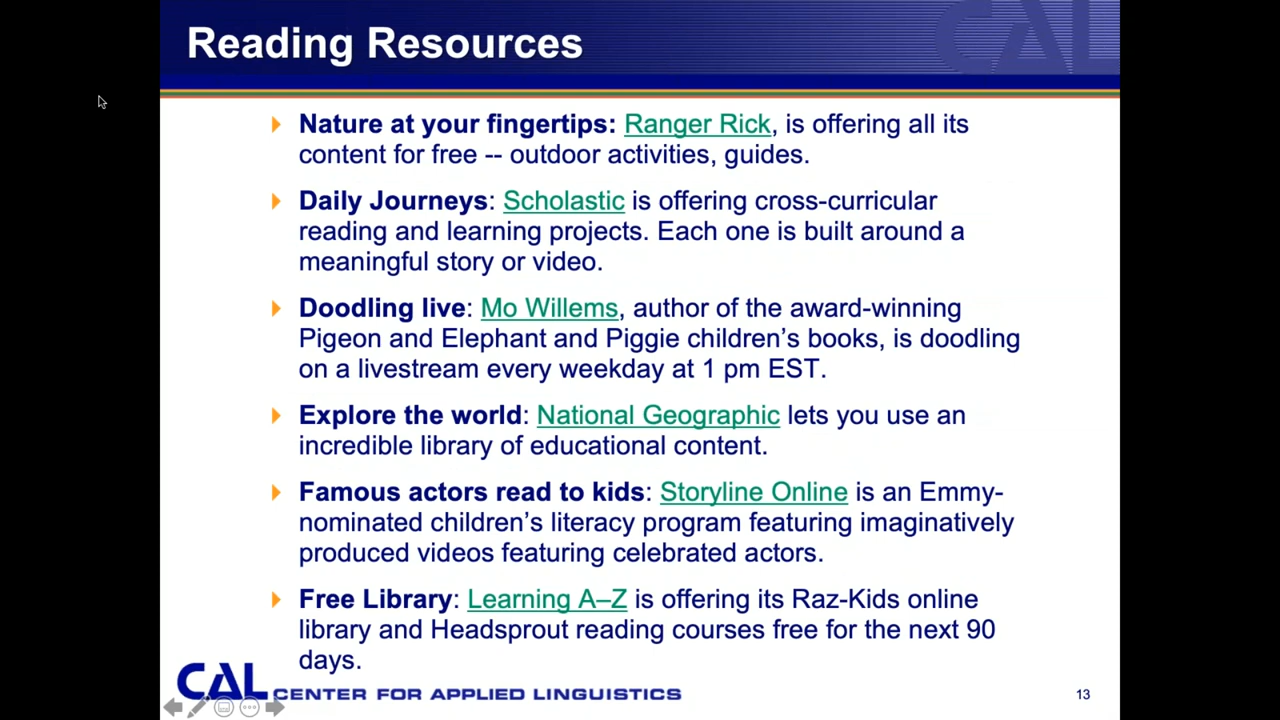 Reading Resources
CAL
Nature at your fingertips: Ranger Rick, is offering all its
content for free -- outdoor activities, guides.
Daily Journeys: Scholastic is offering cross-curricular
reading and learning projects. Each one is built around a
meaningful story or video.
Doodling live: Mo Willems, author of the award-winning
Pigeon and Elephant and Piggie children’s books, is doodling
on a livestream every weekday at 1 pm EST.
Explore the world: National Geographic lets you use an
incredible library of educational content.
Famous actors read to kids: Storyline Online is an Emmy-
nominated children’s literacy program featuring imaginatively
produced videos featuring celebrated actors.
Free Library: Learning A–Z is offering its Raz-Kids online
library and Headsprout reading courses free for the next 90
days.
CAL CENTER FOR APPLIED LINGUISTICS
13